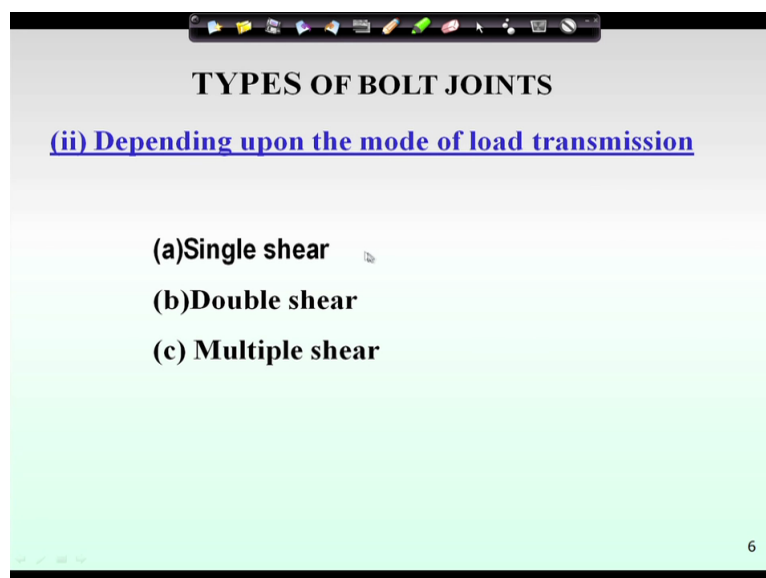 TYPES OF BOLT JOINTS
(ii) Depending upon the mode of load transmission
(a)Single shear
(b)Double shear
(c) Multiple shear
6